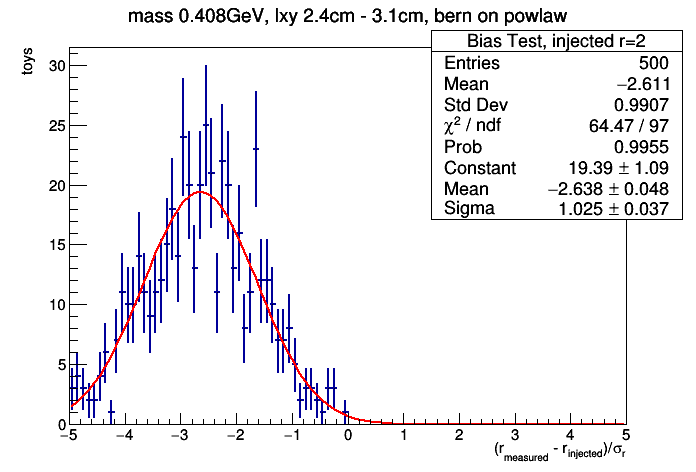 mass 0.408GeV, lxy 2.4cm - 3.1cm, bern on powlaw
toys
Bias Test, injected r=2
Entries 500
Mean −2.611
Std Dev 0.9907
χ² / ndf 64.47 / 97
Prob 0.9955
Constant 19.39 ± 1.09
Mean −2.638 ± 0.048
Sigma 1.025 ± 0.037
30
25
20
15
10
5
0
−5 −4 −3 −2 −1 0 1 2 3 4 5
(r_measured - r_injected)/σ_r